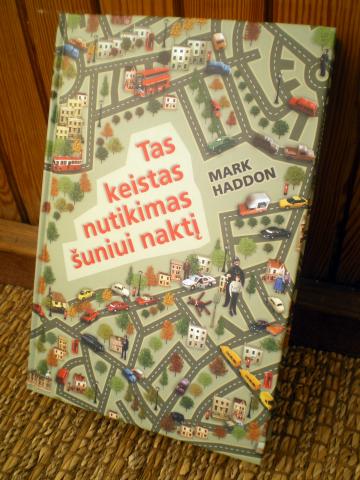 Tas
keistas
nutikimas
šuniui naktį
MARK
HADDON